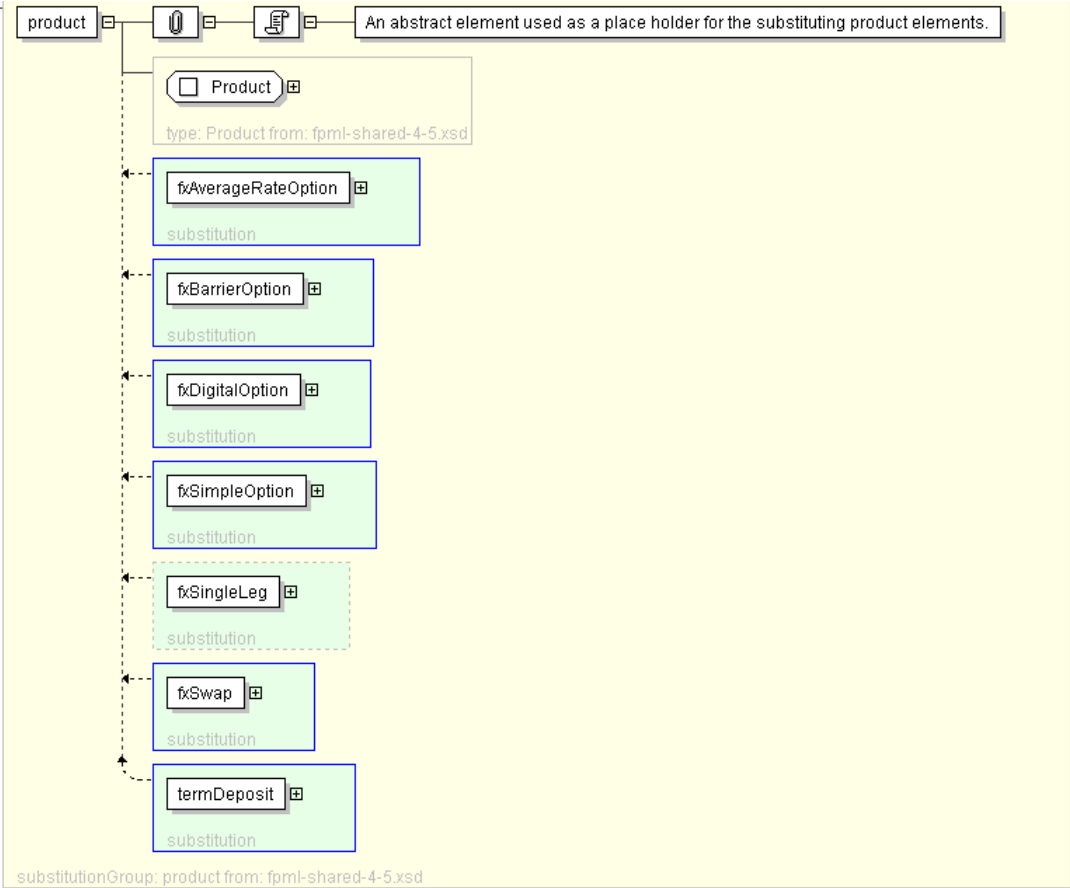 product
An abstract element used as a place holder for the substituting product elements.
Product
type: Product from: fpml-shared-4-5.xsd
fxAverageRateOption
substitution
fxBarrierOption
substitution
fxDigitalOption
substitution
fxSimpleOption
substitution
fxSingleLeg
substitution
fxSwap
substitution
termDeposit
substitution
substitutionGroup: product from: fpml-shared-4-5.xsd